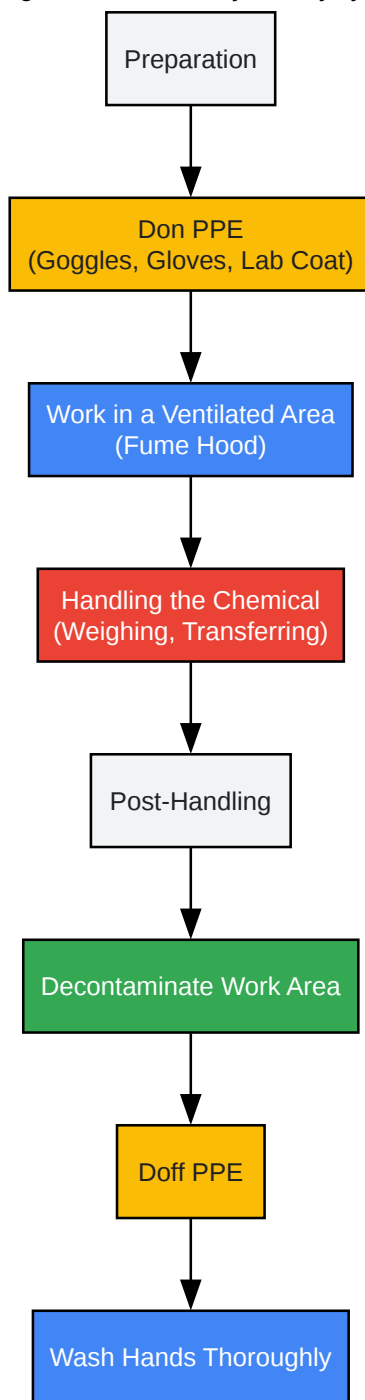 Preparation
Don PPE
(Goggles, Gloves, Lab Coat)
Work in a Ventilated Area
(Fume Hood)
Handling the Chemical
(Weighing, Transferring)
Post-Handling
Decontaminate Work Area
Doff PPE
Wash Hands Thoroughly